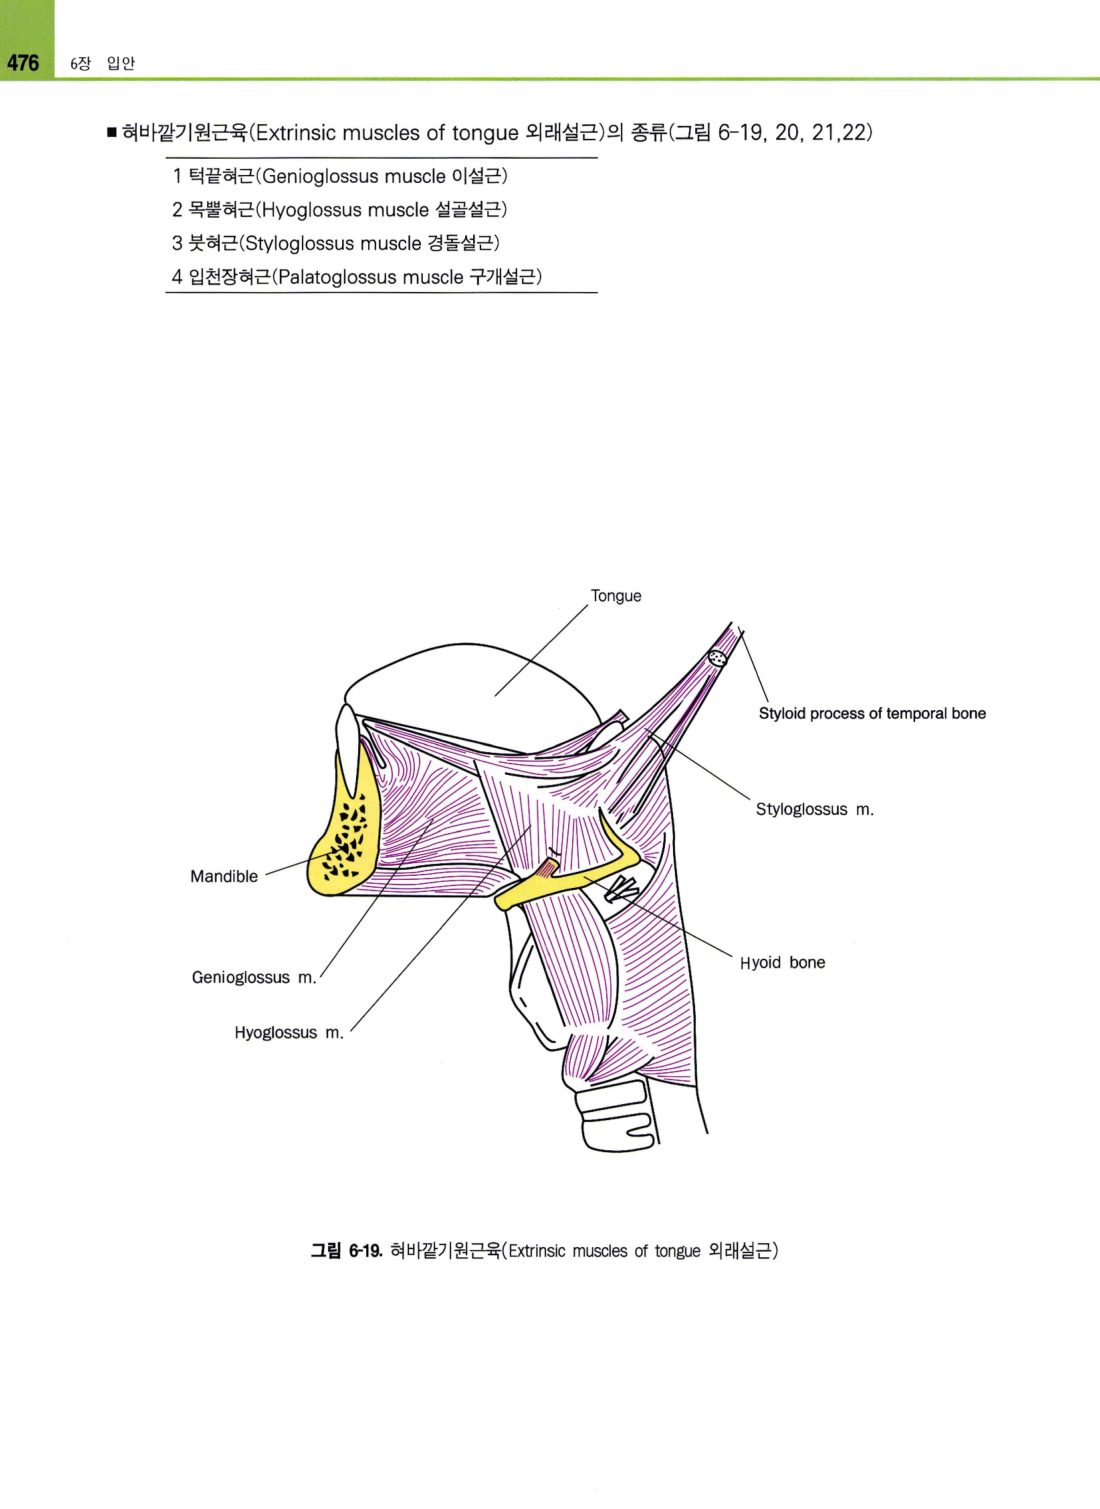 476 6장 입안
■ 혀바깥기원근육(Extrinsic muscles of tongue 외래설근)의 종류(그림 6-19, 20, 21,22)
1 턱끝혀근(Genioglossus muscle 이설근)
2 목뿔혀근(Hyoglossus muscle 설골설근)
3 붓혀근(Styloglossus muscle 경돌설근)
4 입천장혀근(Palatoglossus muscle 구개설근)
Tongue
Styloid process of temporal bone
Styloglossus m.
Mandible
Hyoid bone
Genioglossus m.
Hyoglossus m.
그림 6-19. 혀바깥기원근육(Extrinsic muscles of tongue 외래설근)